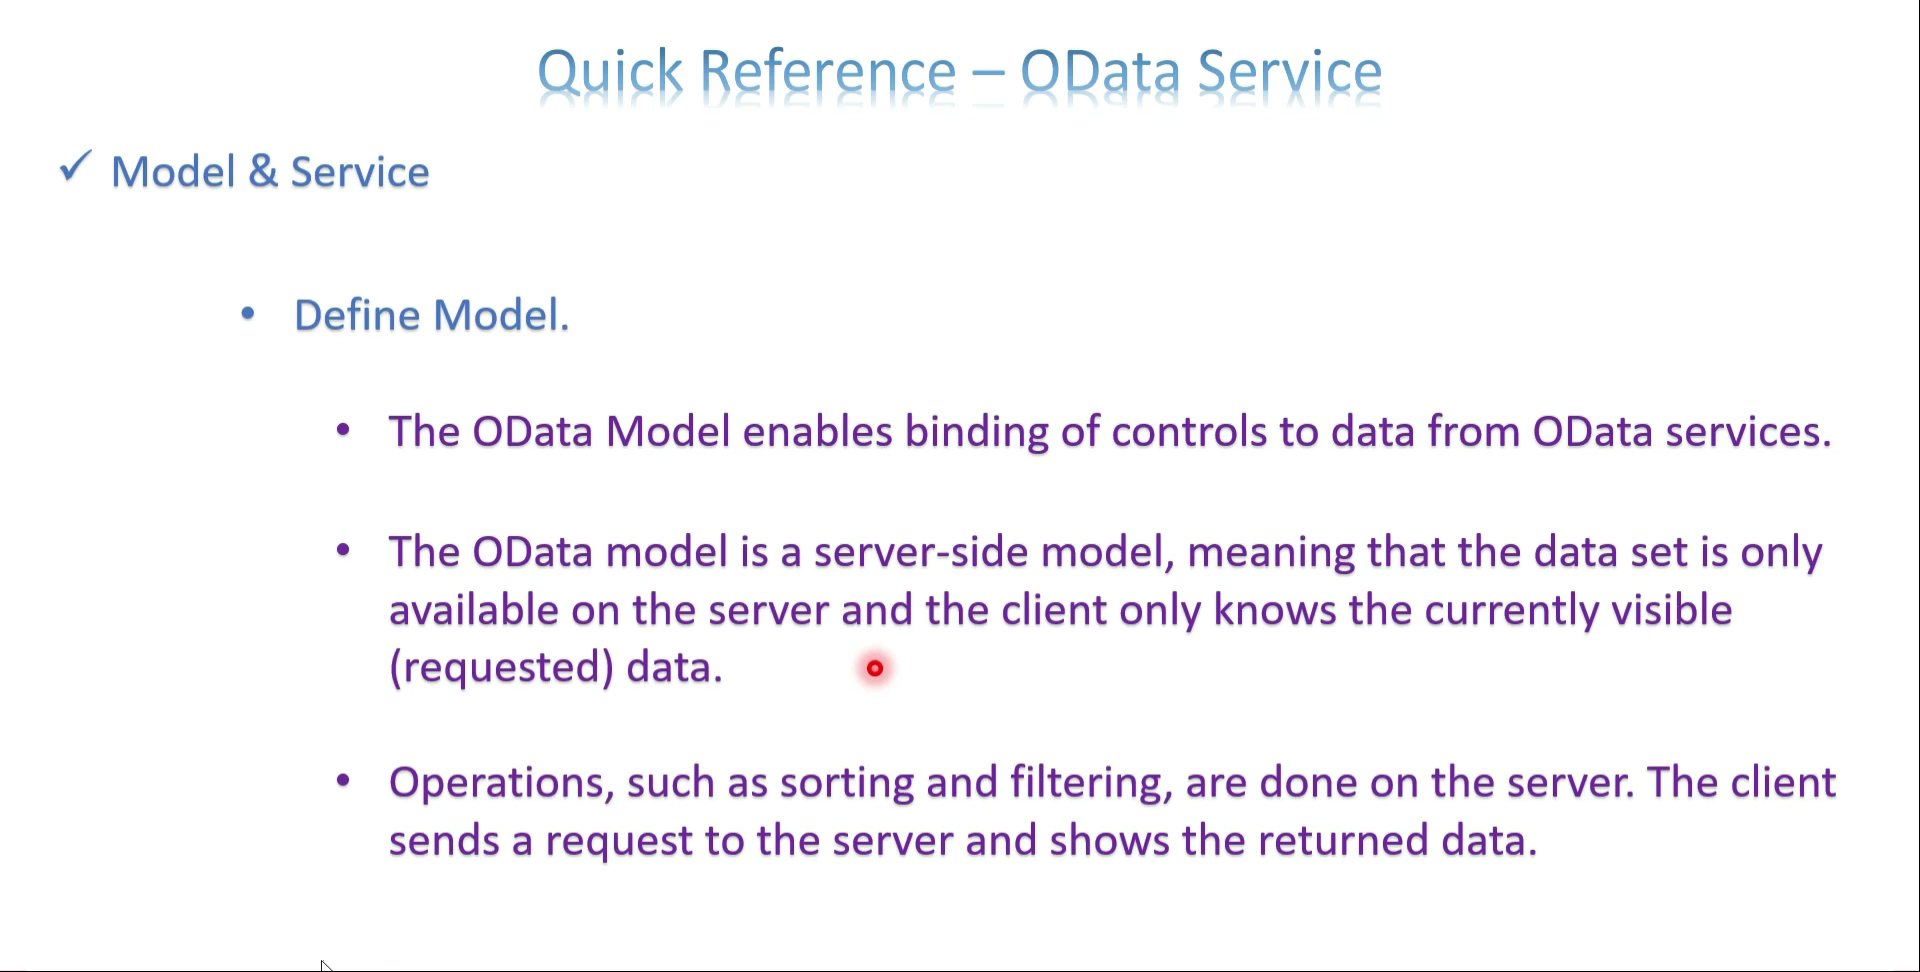 Quick Reference – OData Service
✓ Model & Service
• Define Model.
• The OData Model enables binding of controls to data from OData services.
• The OData model is a server-side model, meaning that the data set is only
available on the server and the client only knows the currently visible
(requested) data.
• Operations, such as sorting and filtering, are done on the server. The client
sends a request to the server and shows the returned data.